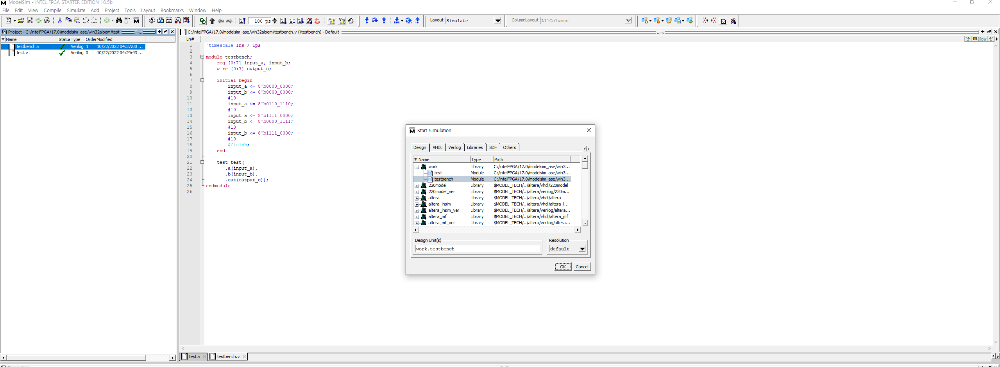 ModelSim - INTEL FPGA STARTER EDITION 10.5b
File Edit View Compile Simulate Add Project Tools Layout Bookmarks Window Help
100 ps Layout Simulate ColumnLayout AllColumns
Project - C:/intelFPGA/17.0/modelsim_ase/win32aloem/test
Name Status Type Order Modified
testbench.v Verilog 1 10/22/2022 04:37:00 ...
test.v Verilog 0 10/22/2022 04:29:43 ...
C:/intelFPGA/17.0/modelsim_ase/win32aloem/testbench.v (/testbench) - Default
Ln#
Now
1 `timescale 1ns / 1ps
2
3 module testbench;
4 reg [0:7] input_a, input_b;
5 wire [0:7] output_c;
6
7 initial begin
8 input_a <= 8'b0000_0000;
9 input_b <= 8'b0000_0000;
10 #10
11 input_a <= 8'b0110_1110;
12 #10
13 input_a <= 8'b1111_0000;
14 input_b <= 8'b0000_1111;
15 #10
16 input_b <= 8'b1111_0000;
17 #10
18 $finish;
19 end
20
21 test test(
22 .a(input_a),
23 .b(input_b),
24 .out(output_c));
25 endmodule
26
Start Simulation
Design VHDL Verilog Libraries SDF Others
Name Type Path
work Library C:/intelFPGA/17.0/modelsim_ase/win3...
test Module C:/intelFPGA/17.0/modelsim_ase/win3...
testbench Module C:/intelFPGA/17.0/modelsim_ase/win3...
220model Library $MODEL_TECH/../altera/vhdl/220model
220model_ver Library $MODEL_TECH/../altera/verilog/220m...
altera Library $MODEL_TECH/../altera/vhdl/altera
altera_lnsim Library $MODEL_TECH/../altera/vhdl/altera_l...
altera_lnsim_ver Library $MODEL_TECH/../altera/verilog/altera...
altera_mf Library $MODEL_TECH/../altera/vhdl/altera_mf
altera_mf_ver Library $MODEL_TECH/../altera/verilog/altera...
Design Unit(s) Resolution
work.testbench default
OK Cancel
test.v testbench.v